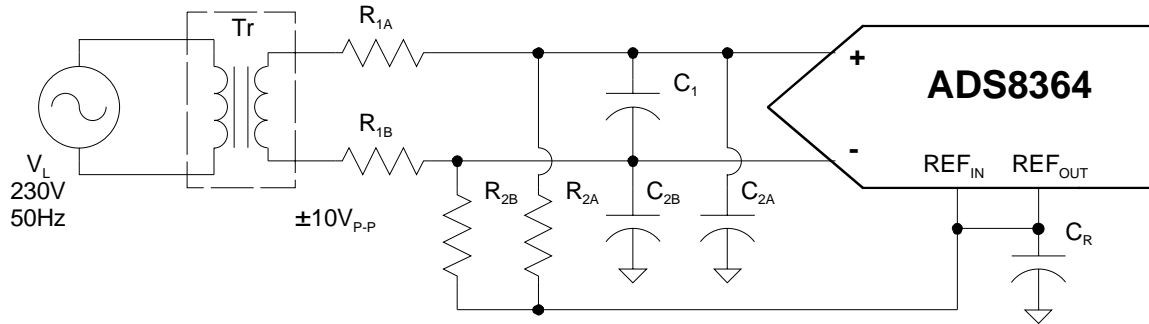 Tr
R1A
C1
ADS8364
+
-
R1B
VL
230V
50Hz
±10VP-P
R2B
R2A
C2B
C2A
REFIN
REFOUT
CR